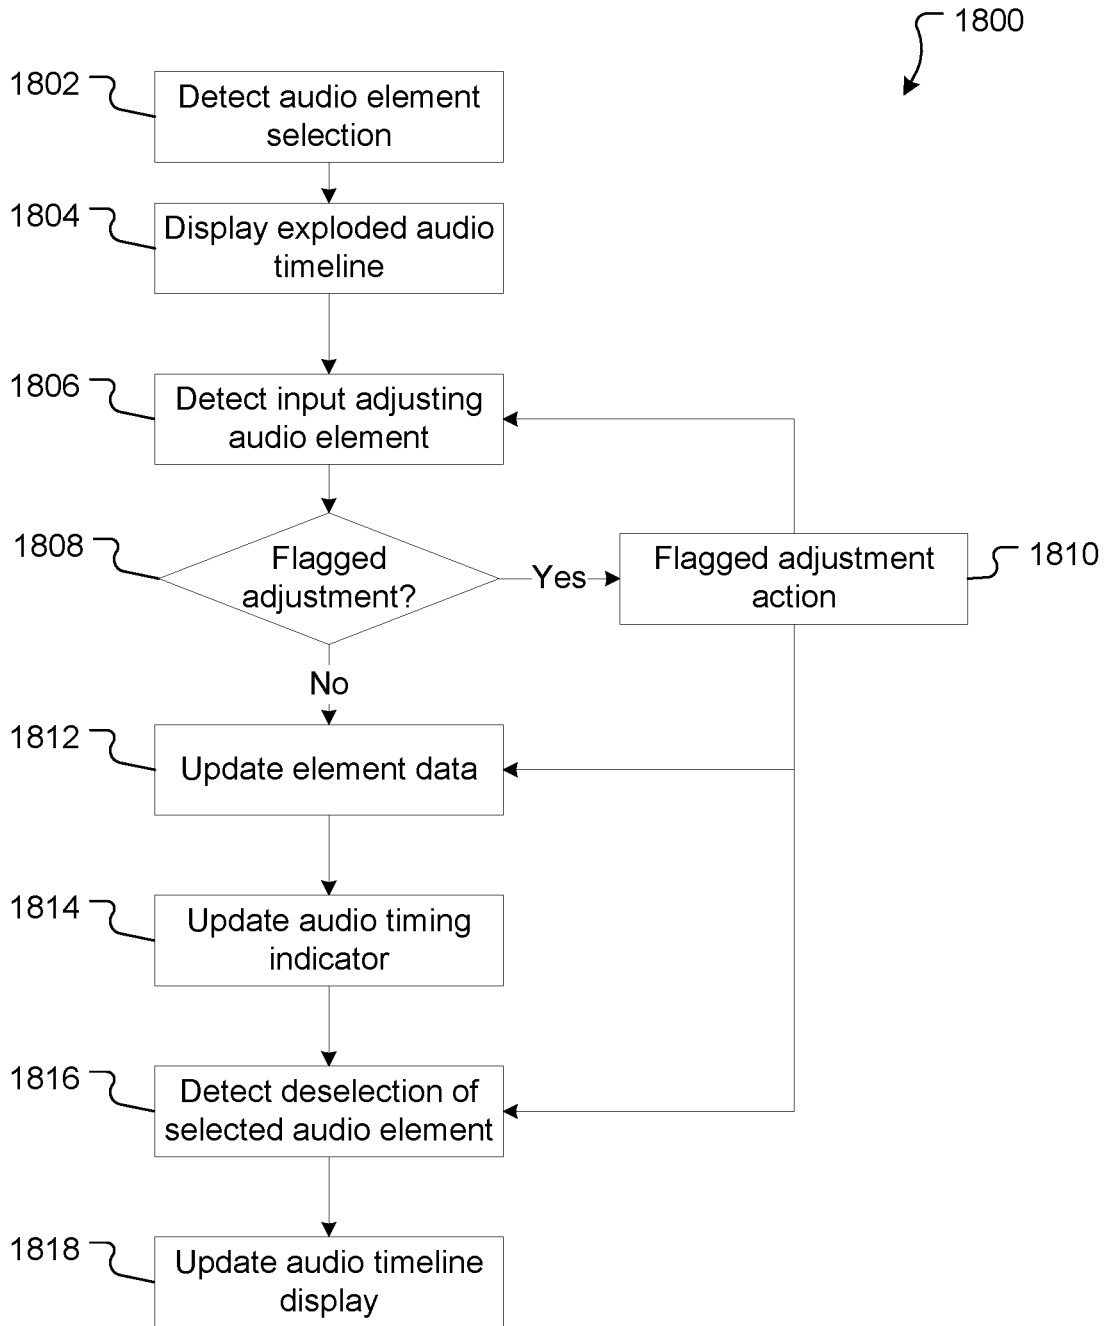 1800
1802
Detect audio element
selection
1804
Display exploded audio
timeline
1806
Detect input adjusting
audio element
1808
Flagged
adjustment?
Yes
Flagged adjustment
action
1810
No
1812
Update element data
1814
Update audio timing
indicator
1816
Detect deselection of
selected audio element
1818
Update audio timeline
display